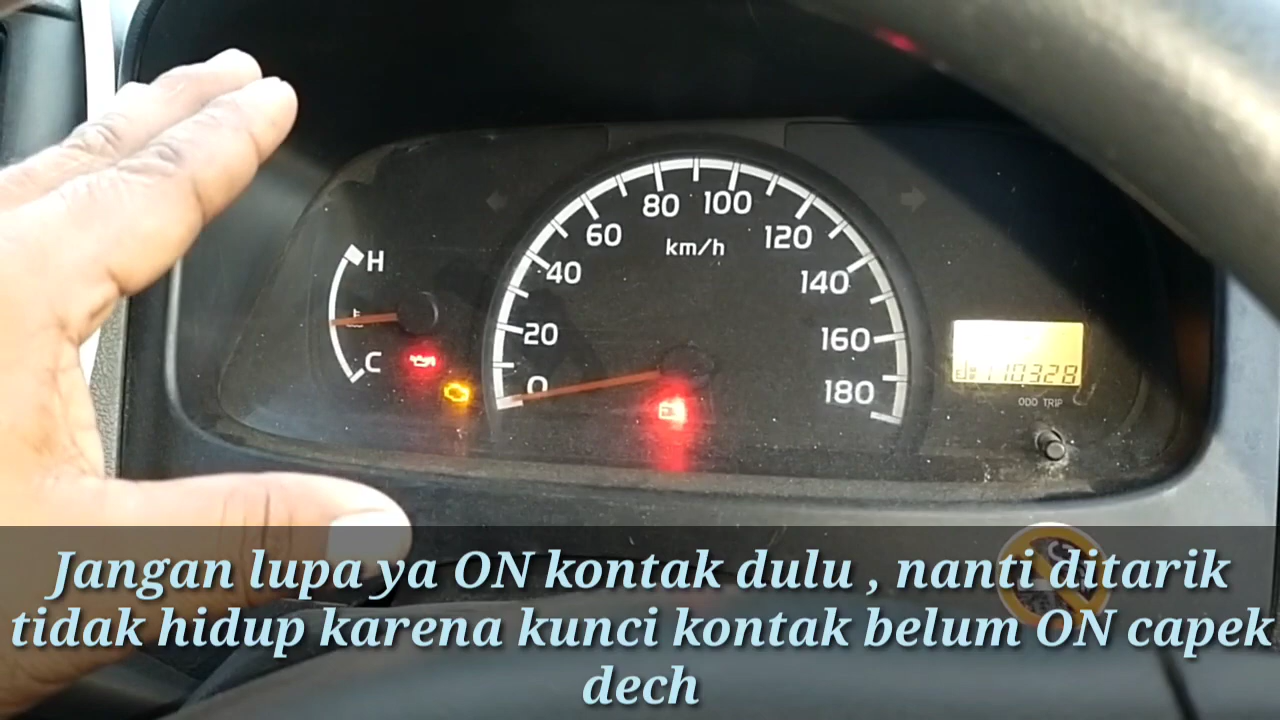 80 100
60 120
km/h
H 40 140
20 160
C 0 180
110328
ODO TRIP
Jangan lupa ya ON kontak dulu , nanti ditarik
tidak hidup karena kunci kontak belum ON capek
dech